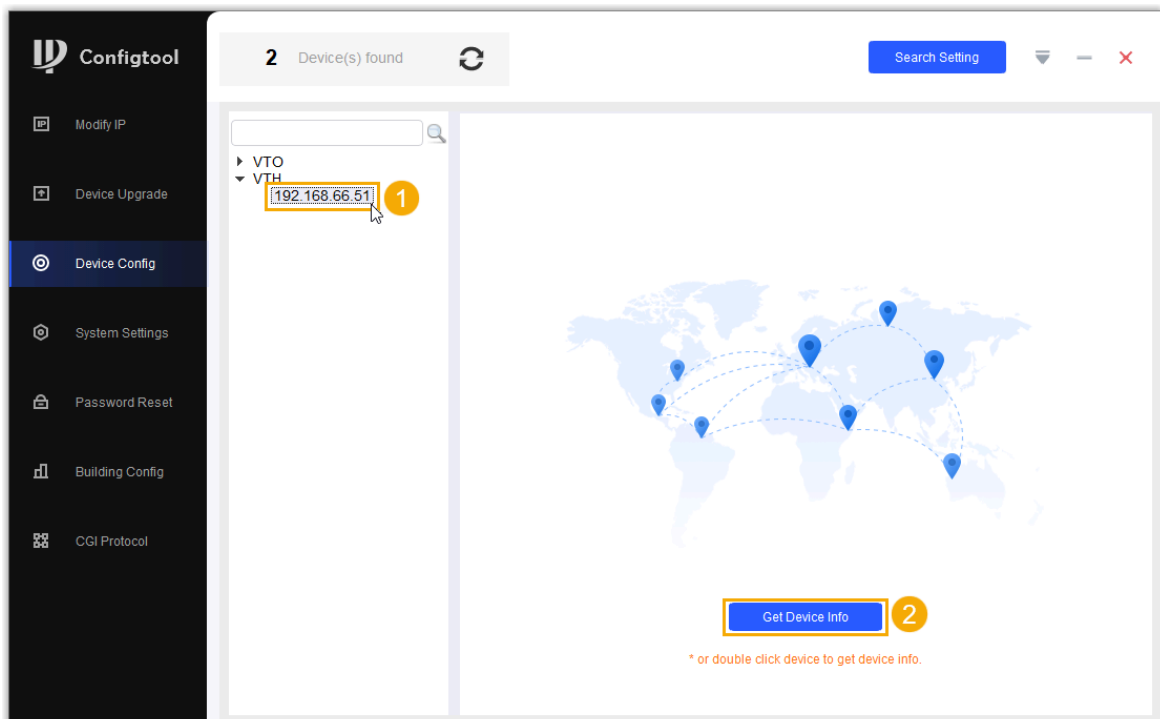 IP Configtool
2 Device(s) found
Search Setting
IP Modify IP
Device Upgrade
Device Config
System Settings
Password Reset
Building Config
CGI Protocol
VTO
VTH
192.168.66.51
1
Get Device Info
2
* or double click device to get device info.